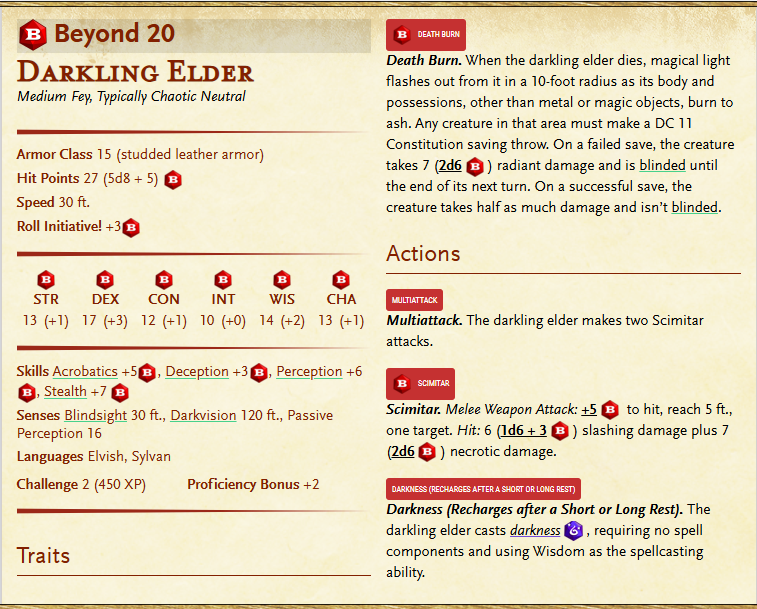 B Beyond 20
DARKLING ELDER
Medium Fey, Typically Chaotic Neutral
Armor Class 15 (studded leather armor)
Hit Points 27 (5d8 + 5) B
Speed 30 ft.
Roll Initiative! +3 B
B B B B B B
STR DEX CON INT WIS CHA
13 (+1) 17 (+3) 12 (+1) 10 (+0) 14 (+2) 13 (+1)
Skills Acrobatics +5 B , Deception +3 B , Perception +6
B , Stealth +7 B
Senses Blindsight 30 ft., Darkvision 120 ft., Passive
Perception 16
Languages Elvish, Sylvan
Challenge 2 (450 XP) Proficiency Bonus +2
Traits
B DEATH BURN
Death Burn. When the darkling elder dies, magical light
flashes out from it in a 10-foot radius as its body and
possessions, other than metal or magic objects, burn to
ash. Any creature in that area must make a DC 11
Constitution saving throw. On a failed save, the creature
takes 7 (2d6 B ) radiant damage and is blinded until
the end of its next turn. On a successful save, the
creature takes half as much damage and isn't blinded.
Actions
MULTIATTACK
Multiattack. The darkling elder makes two Scimitar
attacks.
B SCIMITAR
Scimitar. Melee Weapon Attack: +5 B to hit, reach 5 ft.,
one target. Hit: 6 (1d6 + 3 B ) slashing damage plus 7
(2d6 B ) necrotic damage.
DARKNESS (RECHARGES AFTER A SHORT OR LONG REST)
Darkness (Recharges after a Short or Long Rest). The
darkling elder casts darkness , requiring no spell
components and using Wisdom as the spellcasting
ability.